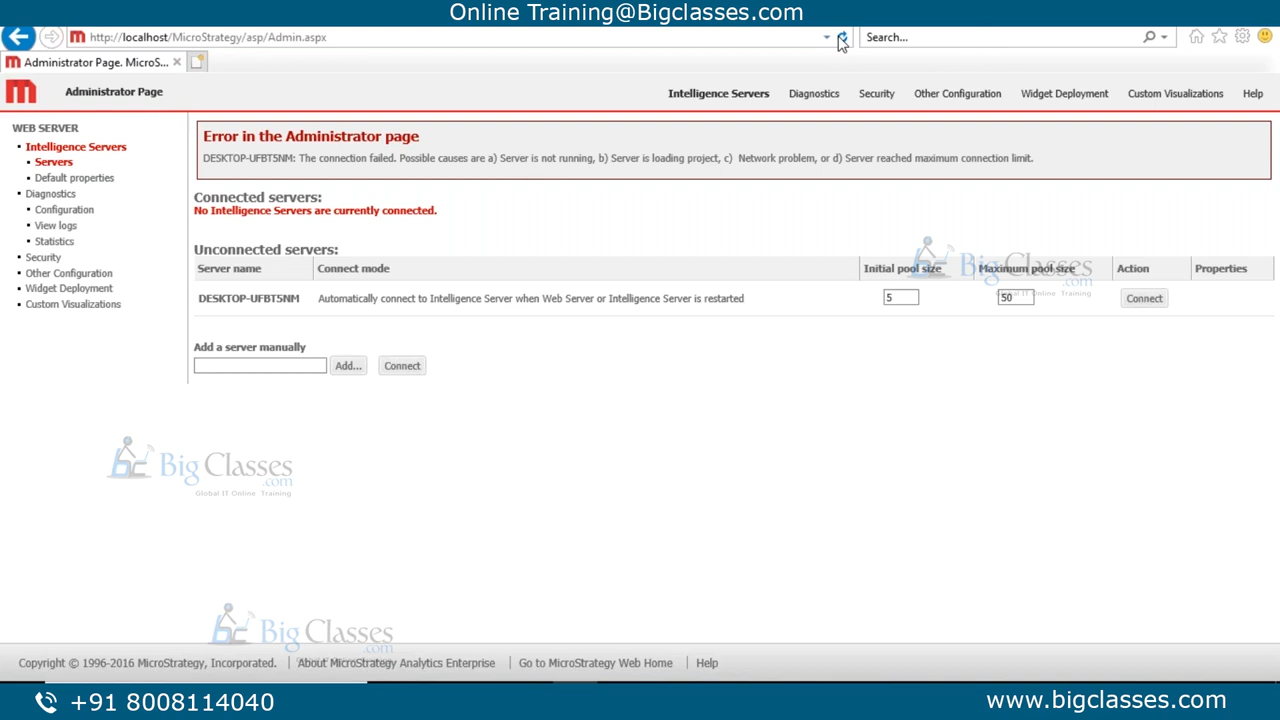 Online Training@Bigclasses.com
http://localhost/MicroStrategy/asp/Admin.aspx
Search...
Administrator Page. MicroS...
Administrator Page
Intelligence Servers
Diagnostics
Security
Other Configuration
Widget Deployment
Custom Visualizations
Help
WEB SERVER
Intelligence Servers
Servers
Default properties
Diagnostics
Configuration
View logs
Statistics
Security
Other Configuration
Widget Deployment
Custom Visualizations
Error in the Administrator page
DESKTOP-UFBT5NM: The connection failed. Possible causes are a) Server is not running, b) Server is loading project, c) Network problem, or d) Server reached maximum connection limit.
Connected servers:
No Intelligence Servers are currently connected.
Unconnected servers:
Server name Connect mode Initial pool size Maximum pool size Action Properties
DESKTOP-UFBT5NM Automatically connect to Intelligence Server when Web Server or Intelligence Server is restarted 5 50 Connect
Add a server manually
Add... Connect
Big Classes
.com
Global IT Online Training
Big Classes
.com
Global IT Online Training
Big Classes
.com
Copyright © 1996-2016 MicroStrategy, Incorporated. | About MicroStrategy Analytics Enterprise | Go to MicroStrategy Web Home | Help
+91 8008114040
www.bigclasses.com